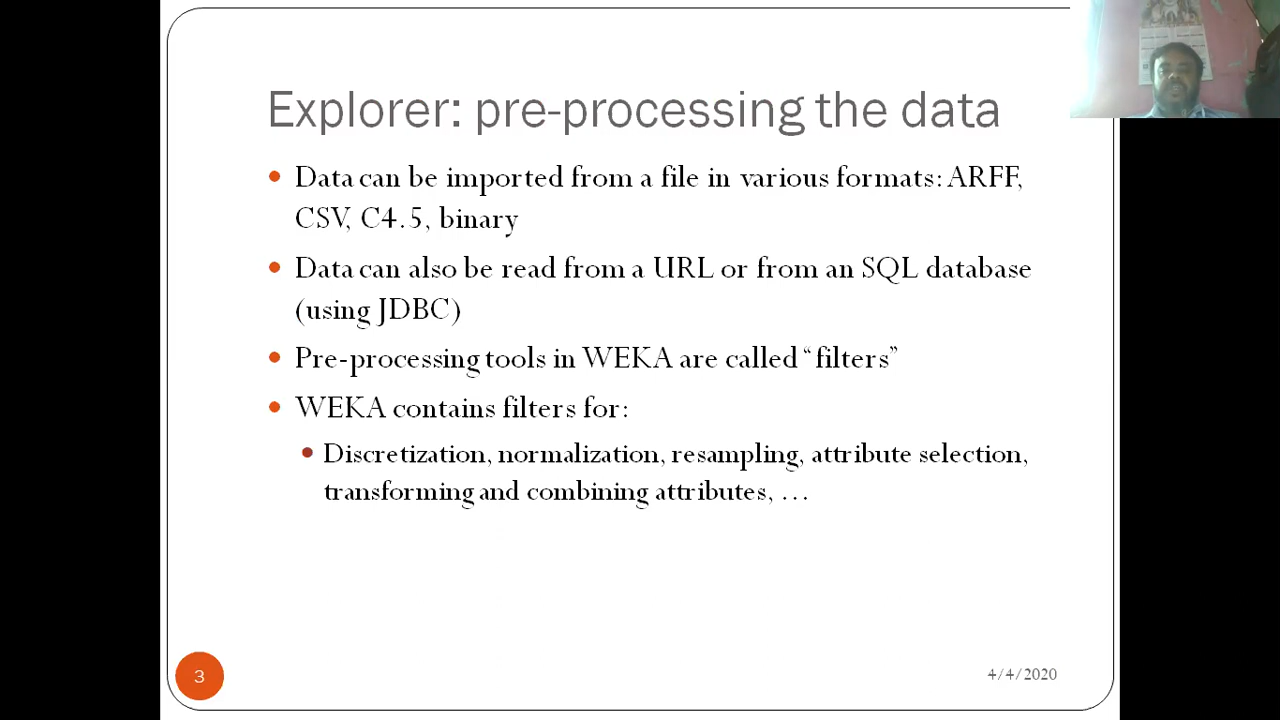 Explorer: pre-processing the data
Data can be imported from a file in various formats: ARFF,
CSV, C4.5, binary
Data can also be read from a URL or from an SQL database
(using JDBC)
Pre-processing tools in WEKA are called “filters”
WEKA contains filters for:
Discretization, normalization, resampling, attribute selection,
transforming and combining attributes, …
3
4/4/2020